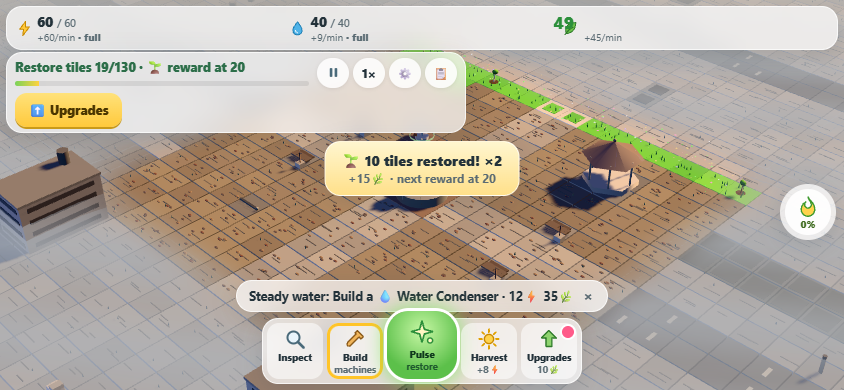 60 / 60
+60/min • full
40 / 40
+9/min • full
49
+45/min
Restore tiles 19/130 · reward at 20
1×
Upgrades
10 tiles restored! ×2
+15 · next reward at 20
0%
Steady water: Build a Water Condenser · 12 35 ×
Inspect
Build
machines
Pulse
restore
Harvest
+8
Upgrades
10